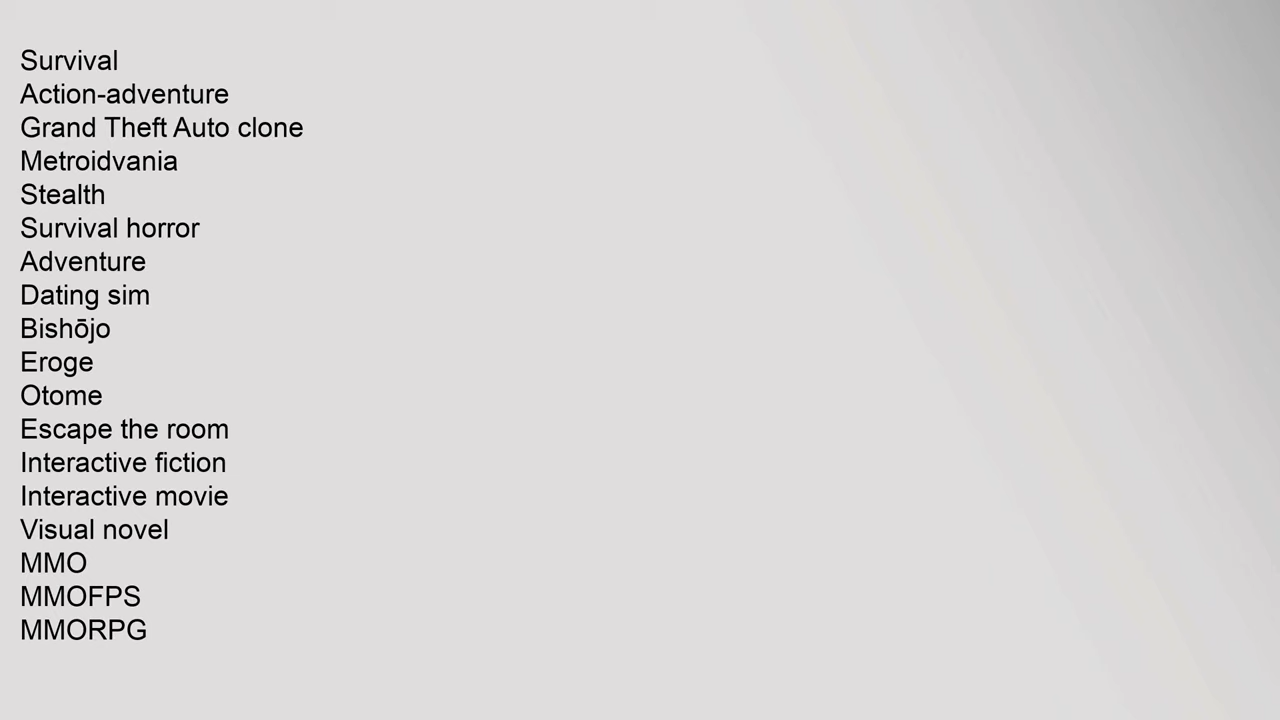 Survival
Action-adventure
Grand Theft Auto clone
Metroidvania
Stealth
Survival horror
Adventure
Dating sim
Bishōjo
Eroge
Otome
Escape the room
Interactive fiction
Interactive movie
Visual novel
MMO
MMOFPS
MMORPG